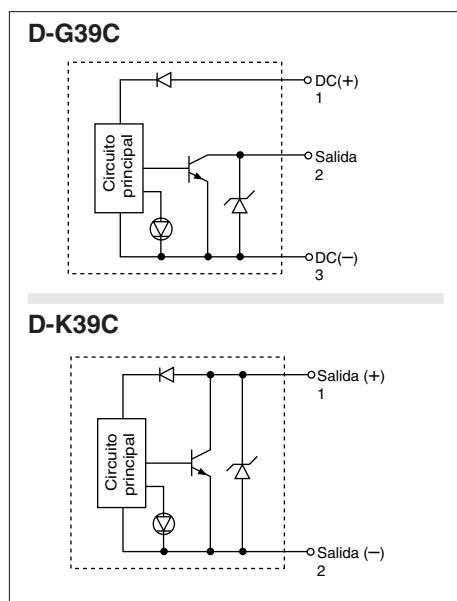 D-G39C
DC(+)
1
Circuito
principal
Salida
2
DC(−)
3
D-K39C
Salida (+)
1
Circuito
principal
Salida (−)
2